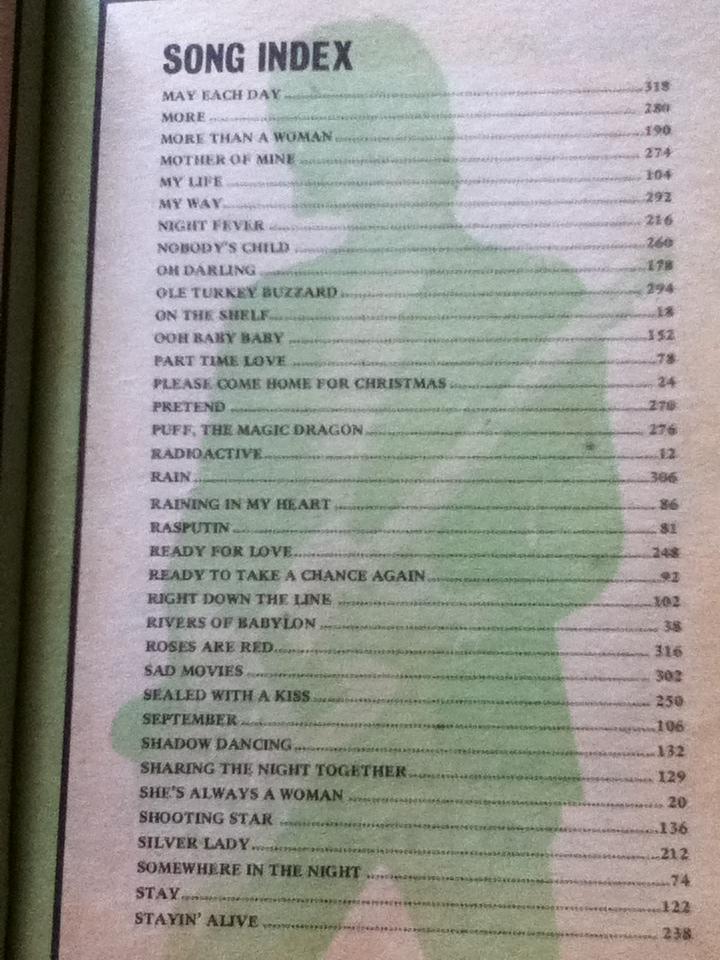 SONG INDEX
MAY EACH DAY 318
MORE 280
MORE THAN A WOMAN 190
MOTHER OF MINE 274
MY LIFE 104
MY WAY 292
NIGHT FEVER 216
NOBODY'S CHILD 260
OH DARLING 178
OLE TURKEY BUZZARD 294
ON THE SHELF 18
OOH BABY BABY 152
PART TIME LOVE 78
PLEASE COME HOME FOR CHRISTMAS 24
PRETEND 270
PUFF, THE MAGIC DRAGON 276
RADIOACTIVE 12
RAIN 306
RAINING IN MY HEART 86
RASPUTIN 81
READY FOR LOVE 248
READY TO TAKE A CHANCE AGAIN 92
RIGHT DOWN THE LINE 102
RIVERS OF BABYLON 38
ROSES ARE RED 316
SAD MOVIES 302
SEALED WITH A KISS 250
SEPTEMBER 106
SHADOW DANCING 132
SHARING THE NIGHT TOGETHER 129
SHE'S ALWAYS A WOMAN 20
SHOOTING STAR 136
SILVER LADY 212
SOMEWHERE IN THE NIGHT 74
STAY 122
STAYIN' ALIVE 238